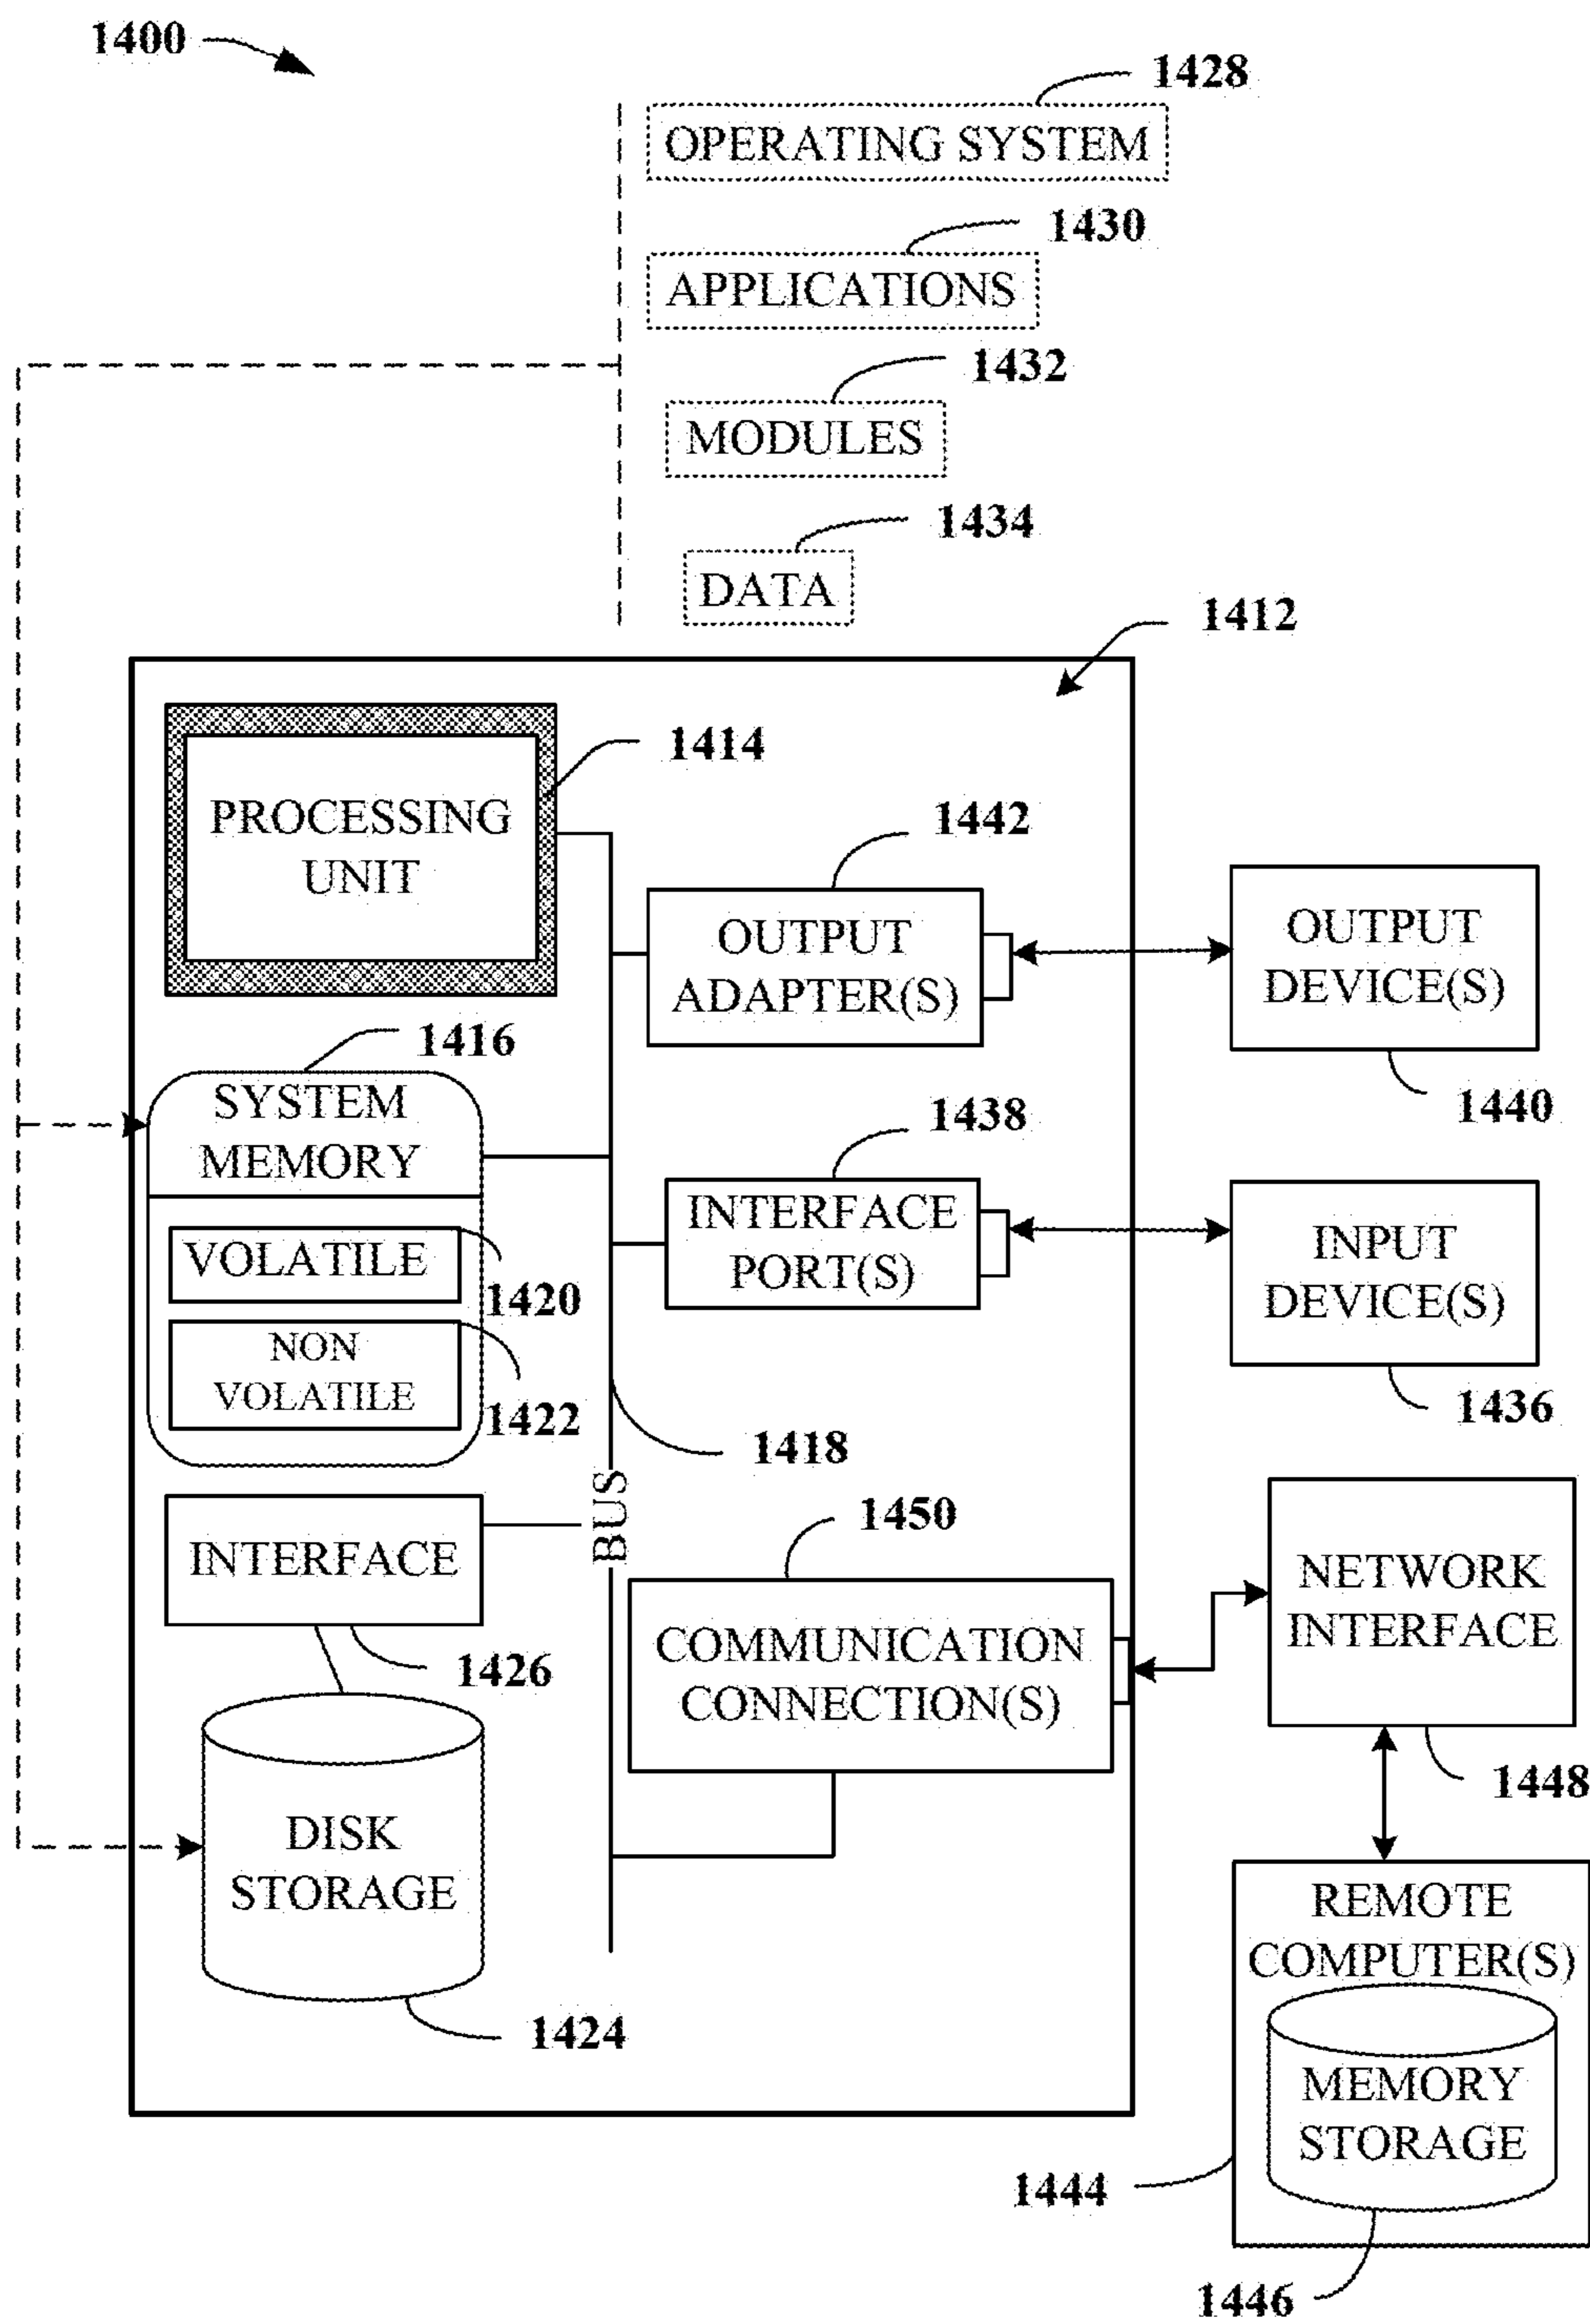 1400
1428
OPERATING SYSTEM
1430
APPLICATIONS
1432
MODULES
1434
DATA
1412
1414
PROCESSING
UNIT
1442
OUTPUT
ADAPTER(S)
OUTPUT
DEVICE(S)
1440
1416
SYSTEM
MEMORY
1438
INTERFACE
PORT(S)
INPUT
DEVICE(S)
1436
VOLATILE
1420
NON
VOLATILE
1422
1418
BUS
INTERFACE
1426
1450
COMMUNICATION
CONNECTION(S)
NETWORK
INTERFACE
1448
DISK
STORAGE
1424
REMOTE
COMPUTER(S)
MEMORY
STORAGE
1444
1446